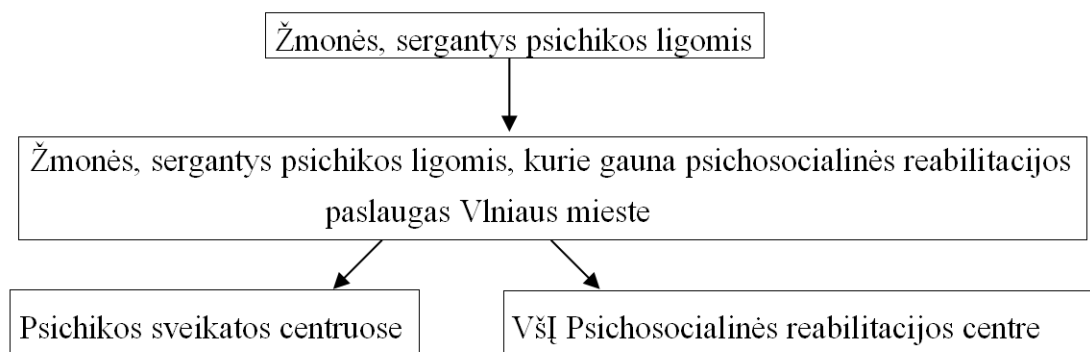 Žmonės, sergantys psichikos ligomis
Žmonės, sergantys psichikos ligomis, kurie gauna psichosocialinės reabilitacijos
paslaugas Vlniaus mieste
Psichikos sveikatos centruose
VšĮ Psichosocialinės reabilitacijos centre